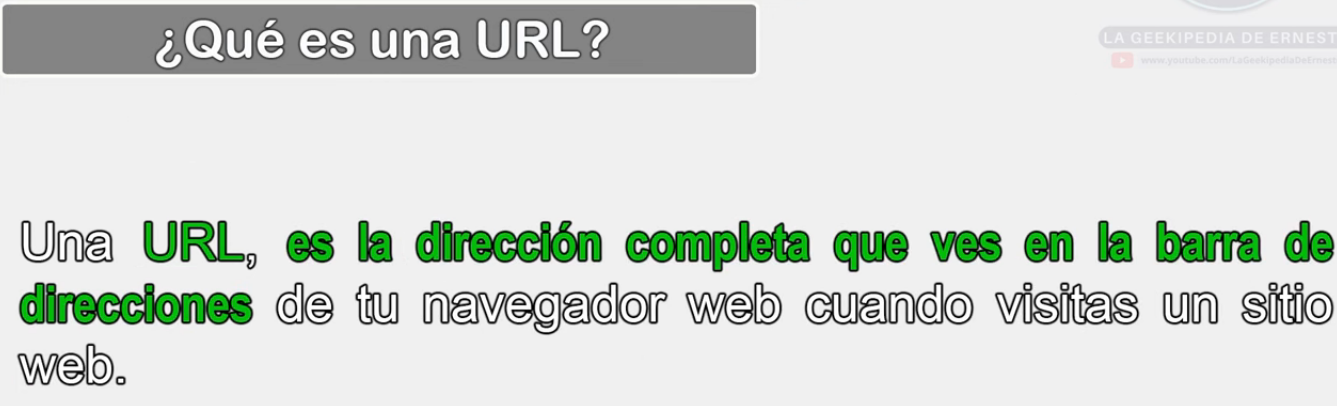 ¿Qué es una URL?
LA GEEKIPEDIA DE ERNEST
www.youtube.com/LaGeekipediaDeErnest
Una URL, es la dirección completa que ves en la barra de
direcciones de tu navegador web cuando visitas un sitio
web.